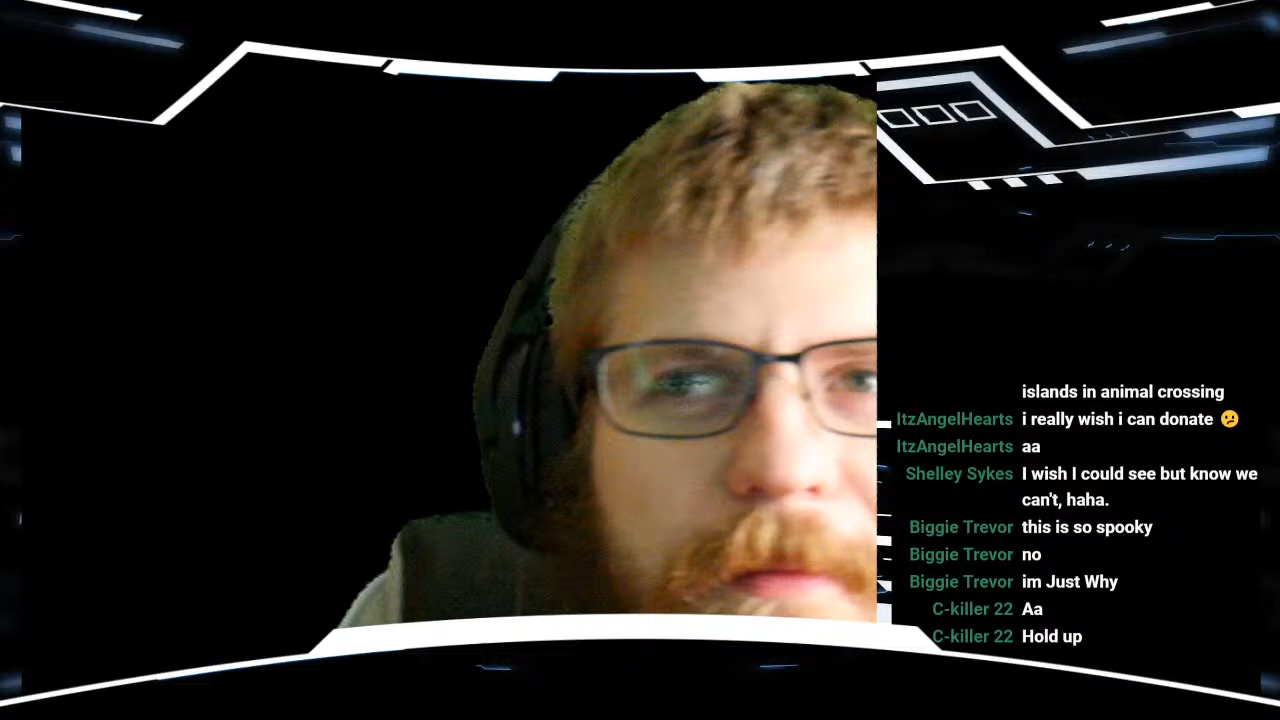 islands in animal crossing
ItzAngelHearts i really wish i can donate 😕
ItzAngelHearts aa
Shelley Sykes I wish I could see but know we
can't, haha.
Biggie Trevor this is so spooky
Biggie Trevor no
Biggie Trevor im Just Why
C-killer 22 Aa
C-killer 22 Hold up